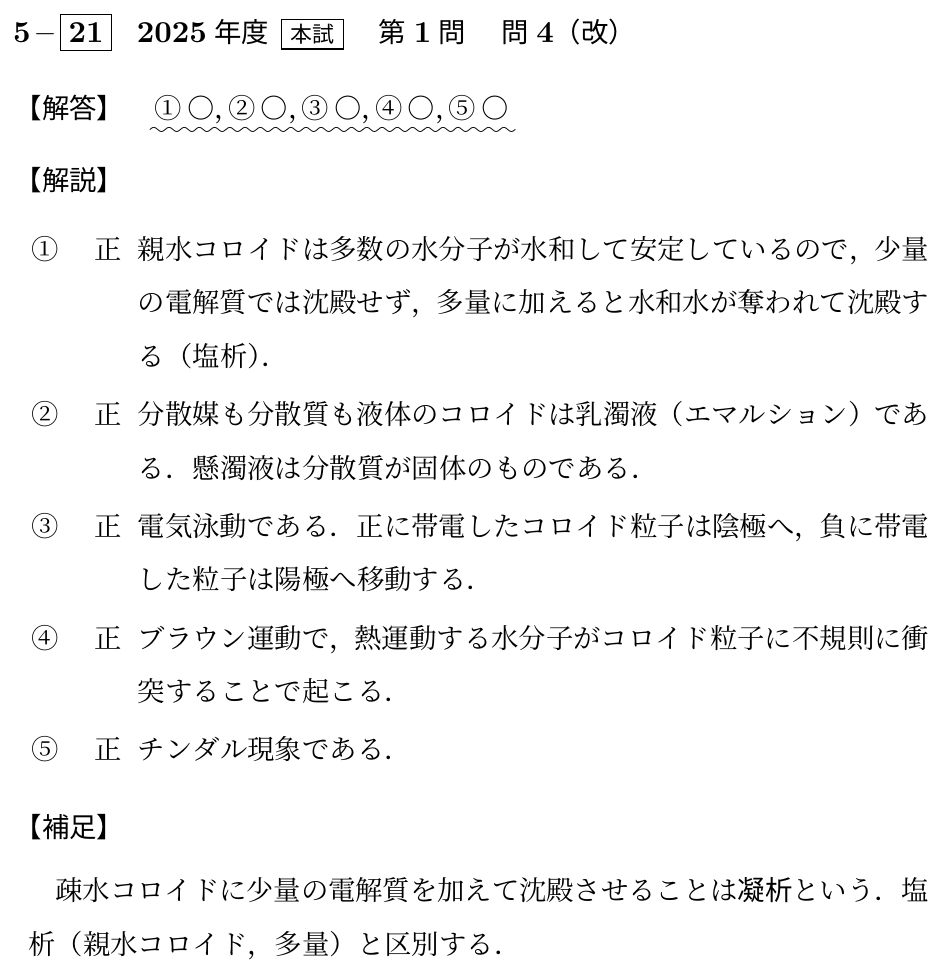 5–21 2025 年度 本試 第 1 問 問 4（改）
【解答】 ① ○, ② ○, ③ ○, ④ ○, ⑤ ○
【解説】
① 正 親水コロイドは多数の水分子が水和して安定しているので，少量
の電解質では沈殿せず，多量に加えると水和水が奪われて沈殿す
る（塩析）．
② 正 分散媒も分散質も液体のコロイドは乳濁液（エマルション）であ
る．懸濁液は分散質が固体のものである．
③ 正 電気泳動である．正に帯電したコロイド粒子は陰極へ，負に帯電
した粒子は陽極へ移動する．
④ 正 ブラウン運動で，熱運動する水分子がコロイド粒子に不規則に衝
突することで起こる．
⑤ 正 チンダル現象である．
【補足】
疎水コロイドに少量の電解質を加えて沈殿させることは凝析という．塩
析（親水コロイド，多量）と区別する．